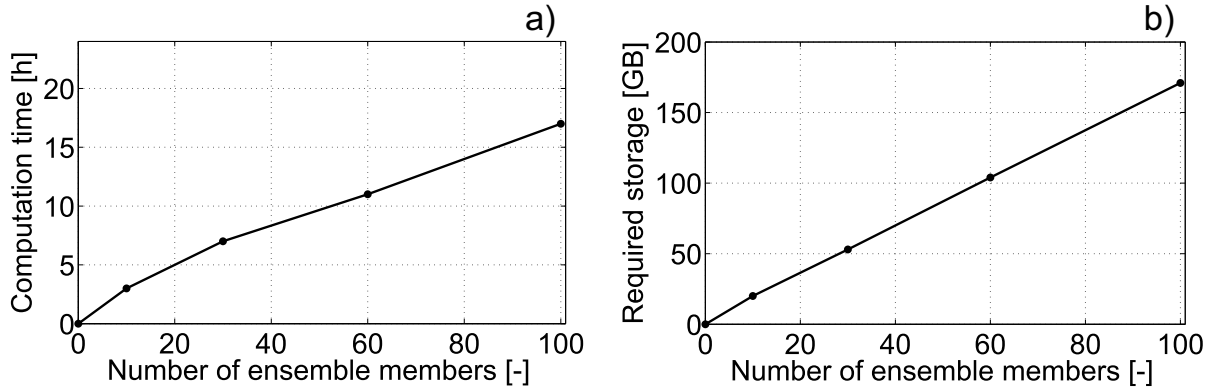 a)
Computation time [h]
20
15
10
5
0
0 20 40 60 80 100
Number of ensemble members [-]
b)
Required storage [GB]
200
150
100
50
0
0 20 40 60 80 100
Number of ensemble members [-]